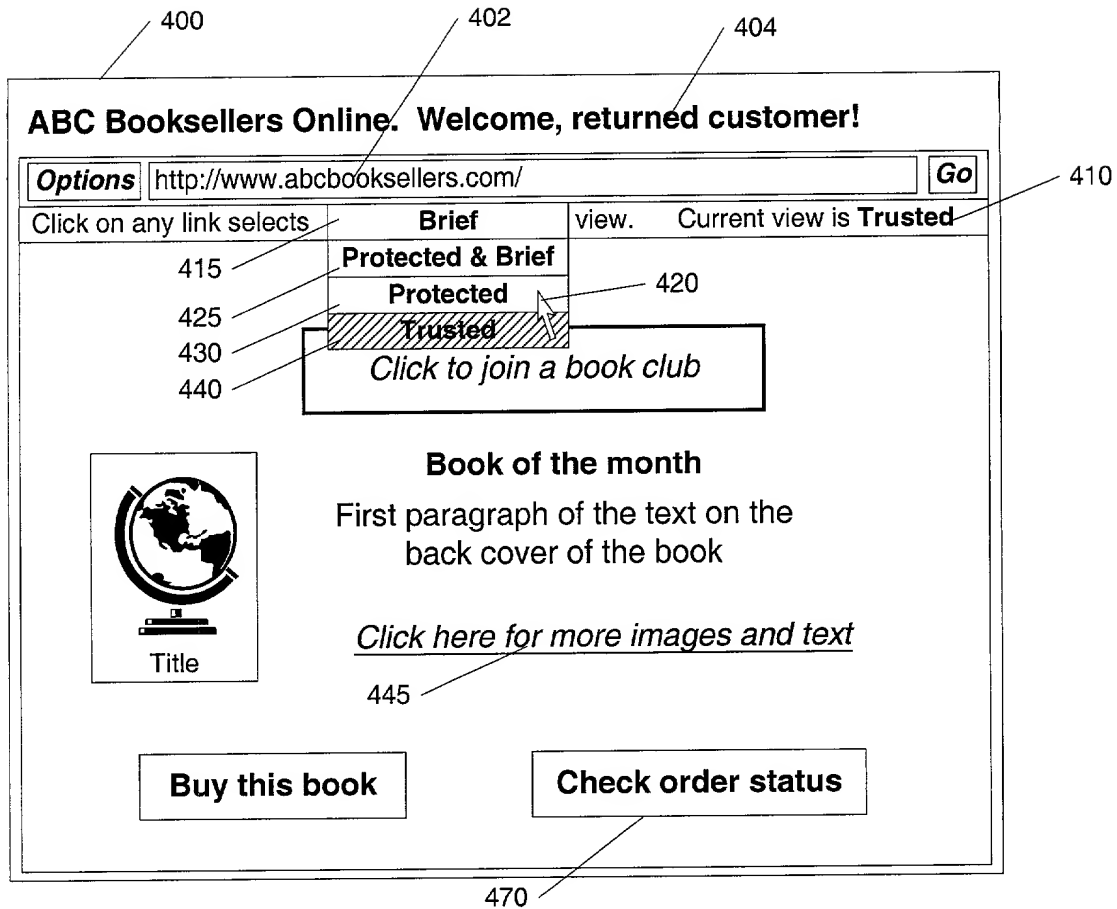 400
402
404
ABC Booksellers Online. Welcome, returned customer!
Options http://www.abcbooksellers.com/ Go
410
Click on any link selects Brief view. Current view is Trusted
415
Protected & Brief
425
Protected
420
430
Trusted
440
Click to join a book club
Book of the month
First paragraph of the text on the
back cover of the book
Click here for more images and text
Title
445
Buy this book
Check order status
470